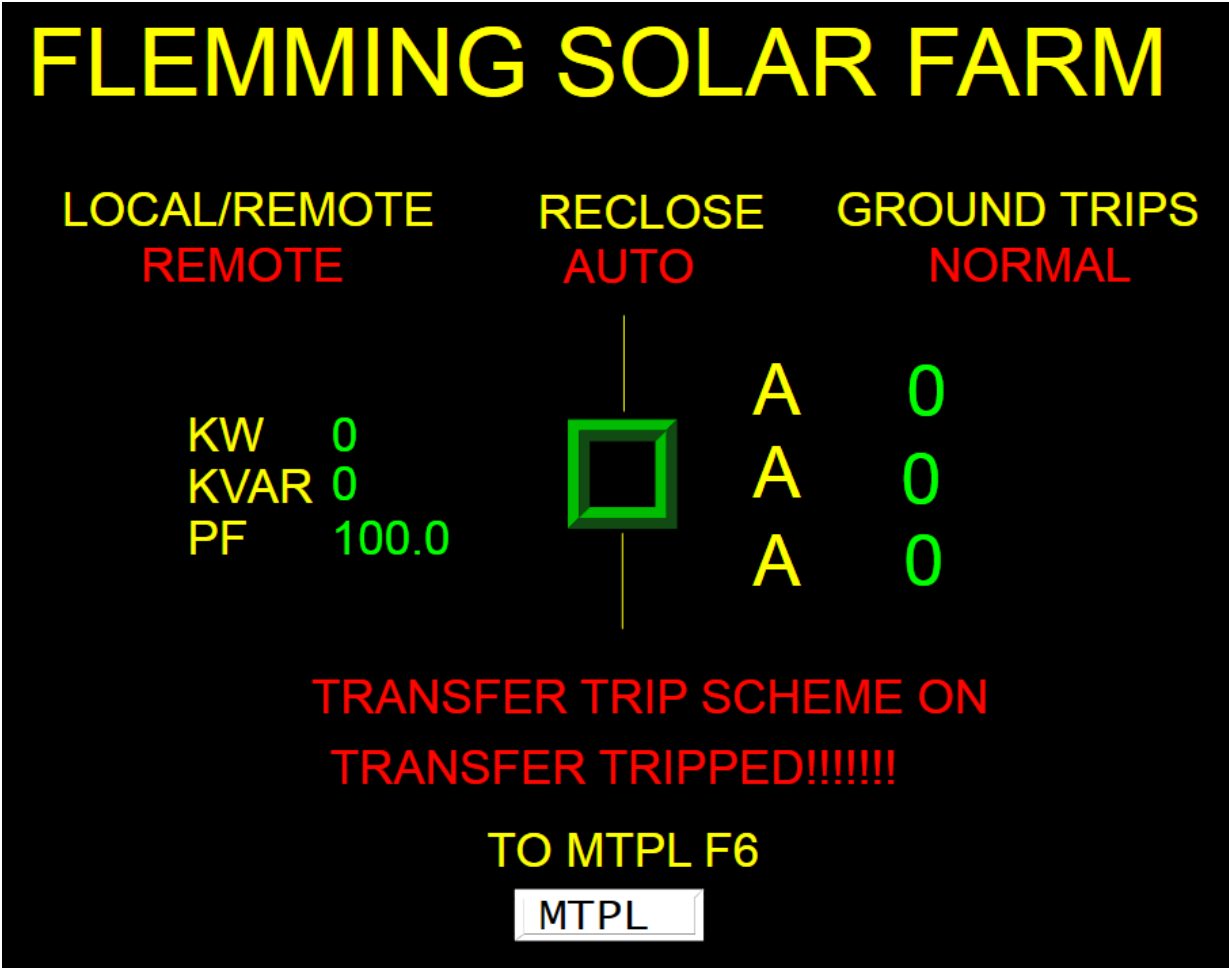 FLEMMING SOLAR FARM
LOCAL/REMOTE RECLOSE GROUND TRIPS
REMOTE AUTO NORMAL
A 0
KW 0
A 0
KVAR 0
PF 100.0
A 0
TRANSFER TRIP SCHEME ON
TRANSFER TRIPPED!!!!!!!
TO MTPL F6
MTPL